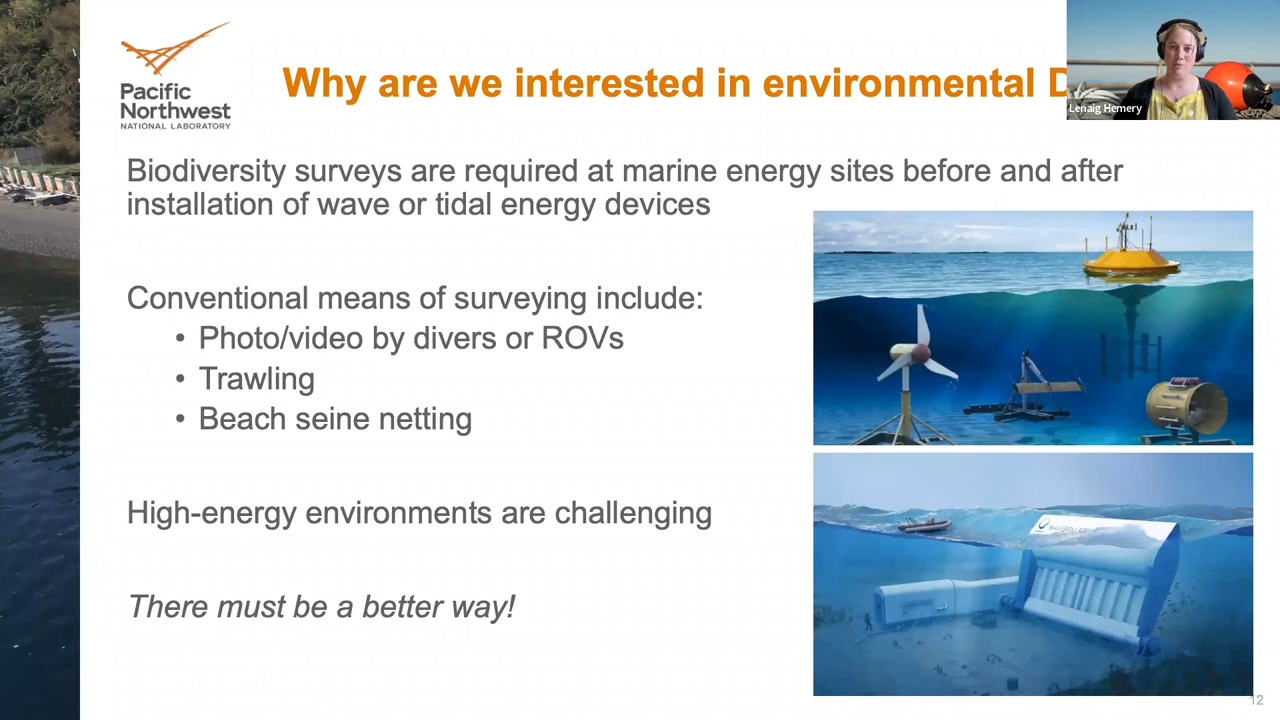 Pacific
Northwest
NATIONAL LABORATORY
Why are we interested in environmental D
Lenaig Hemery
Biodiversity surveys are required at marine energy sites before and after
installation of wave or tidal energy devices
Conventional means of surveying include:
• Photo/video by divers or ROVs
• Trawling
• Beach seine netting
High-energy environments are challenging
There must be a better way!
12